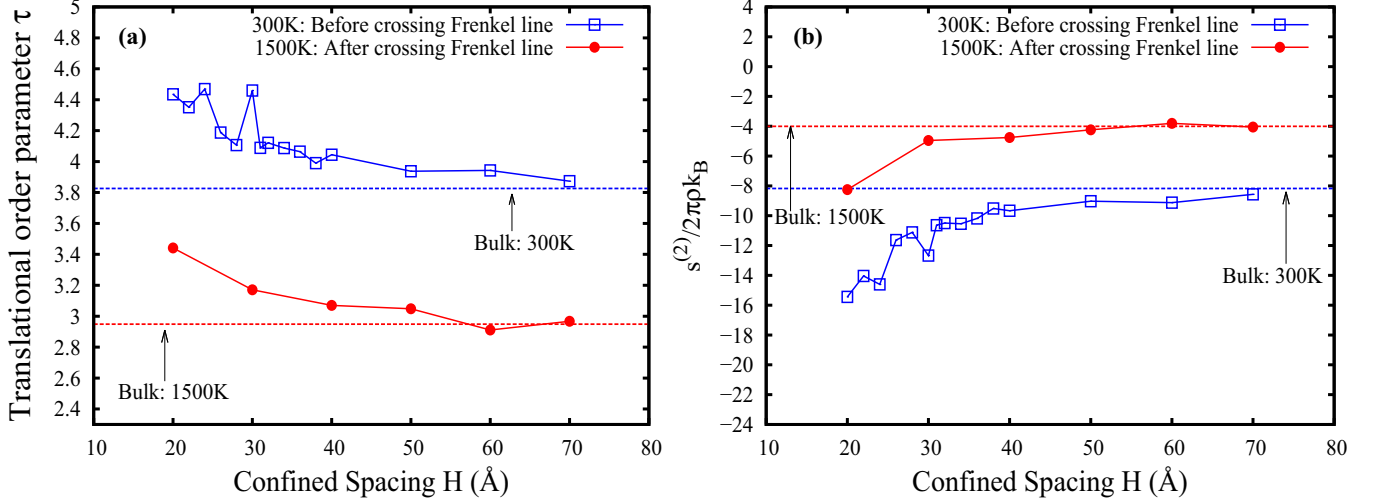 (a)
300K: Before crossing Frenkel line
1500K: After crossing Frenkel line
Translational order parameter τ
5
4.8
4.6
4.4
4.2
4
3.8
3.6
3.4
3.2
3
2.8
2.6
2.4
Bulk: 300K
Bulk: 1500K
10 20 30 40 50 60 70 80
Confined Spacing H (Å)
(b)
300K: Before crossing Frenkel line
1500K: After crossing Frenkel line
s(2)/2πρkB
4
2
0
−2
−4
−6
−8
−10
−12
−14
−16
−18
−20
−22
−24
Bulk: 1500K
Bulk: 300K
10 20 30 40 50 60 70 80
Confined Spacing H (Å)